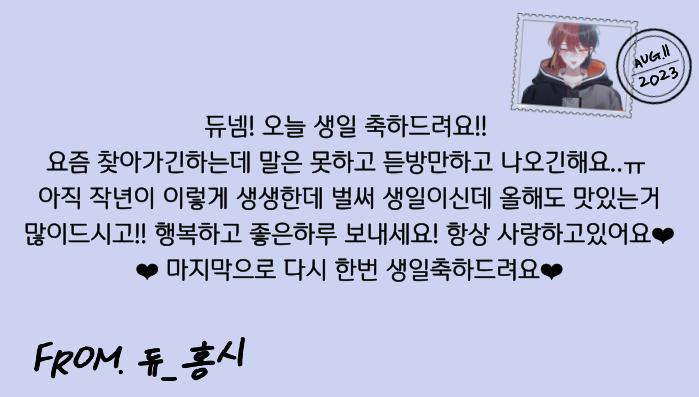 AUG.11
2023
듀넴! 오늘 생일 축하드려요!!
요즘 찾아가긴하는데 말은 못하고 듣방만하고 나오긴해요..ㅠ
아직 작년이 이렇게 생생한데 벌써 생일이신데 올해도 맛있는거
많이드시고!! 행복하고 좋은하루 보내세요! 항상 사랑하고있어요❤
❤ 마지막으로 다시 한번 생일축하드려요❤
FROM. 듀_홍시